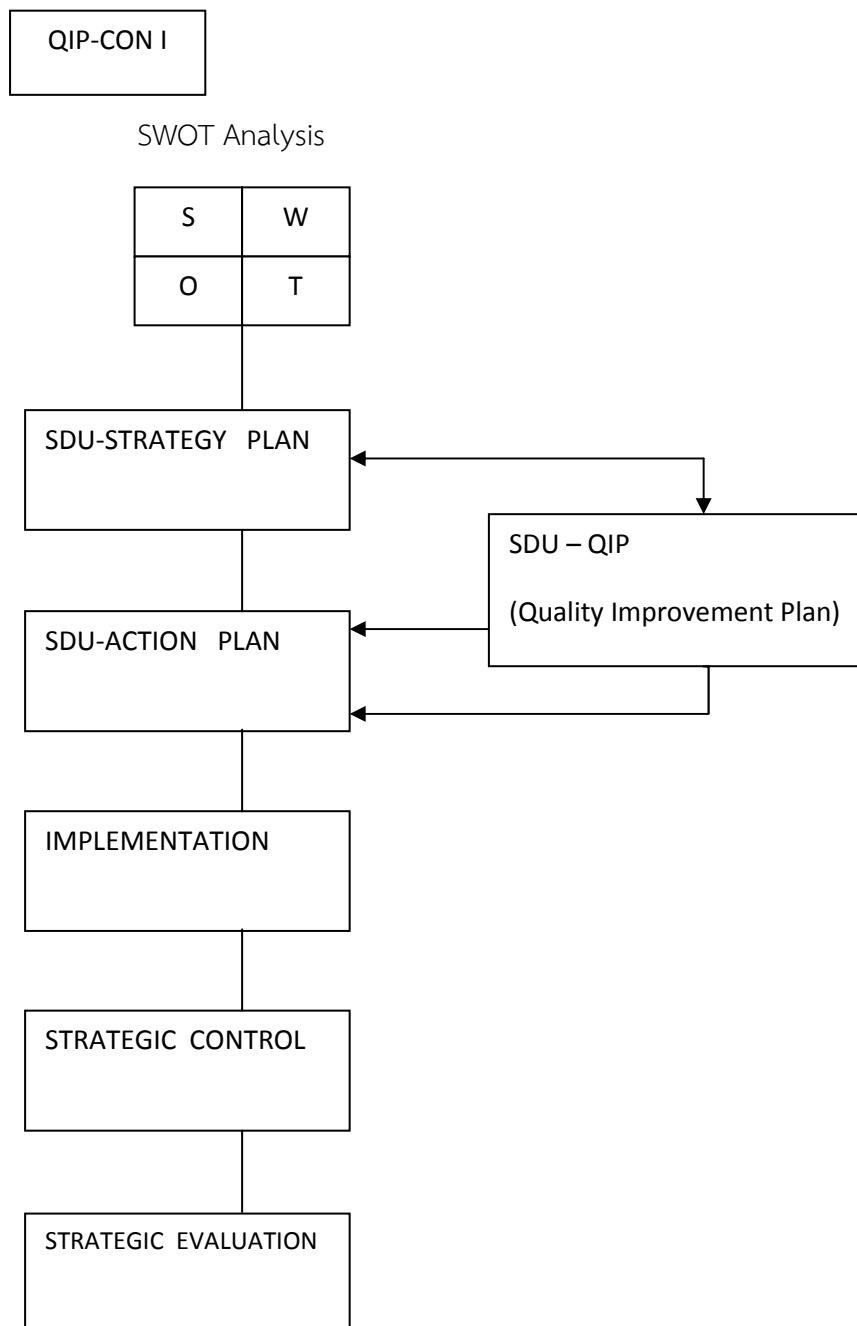 QIP-CON I
SWOT Analysis
S W
O T
SDU-STRATEGY PLAN
SDU – QIP
(Quality Improvement Plan)
SDU-ACTION PLAN
IMPLEMENTATION
STRATEGIC CONTROL
STRATEGIC EVALUATION